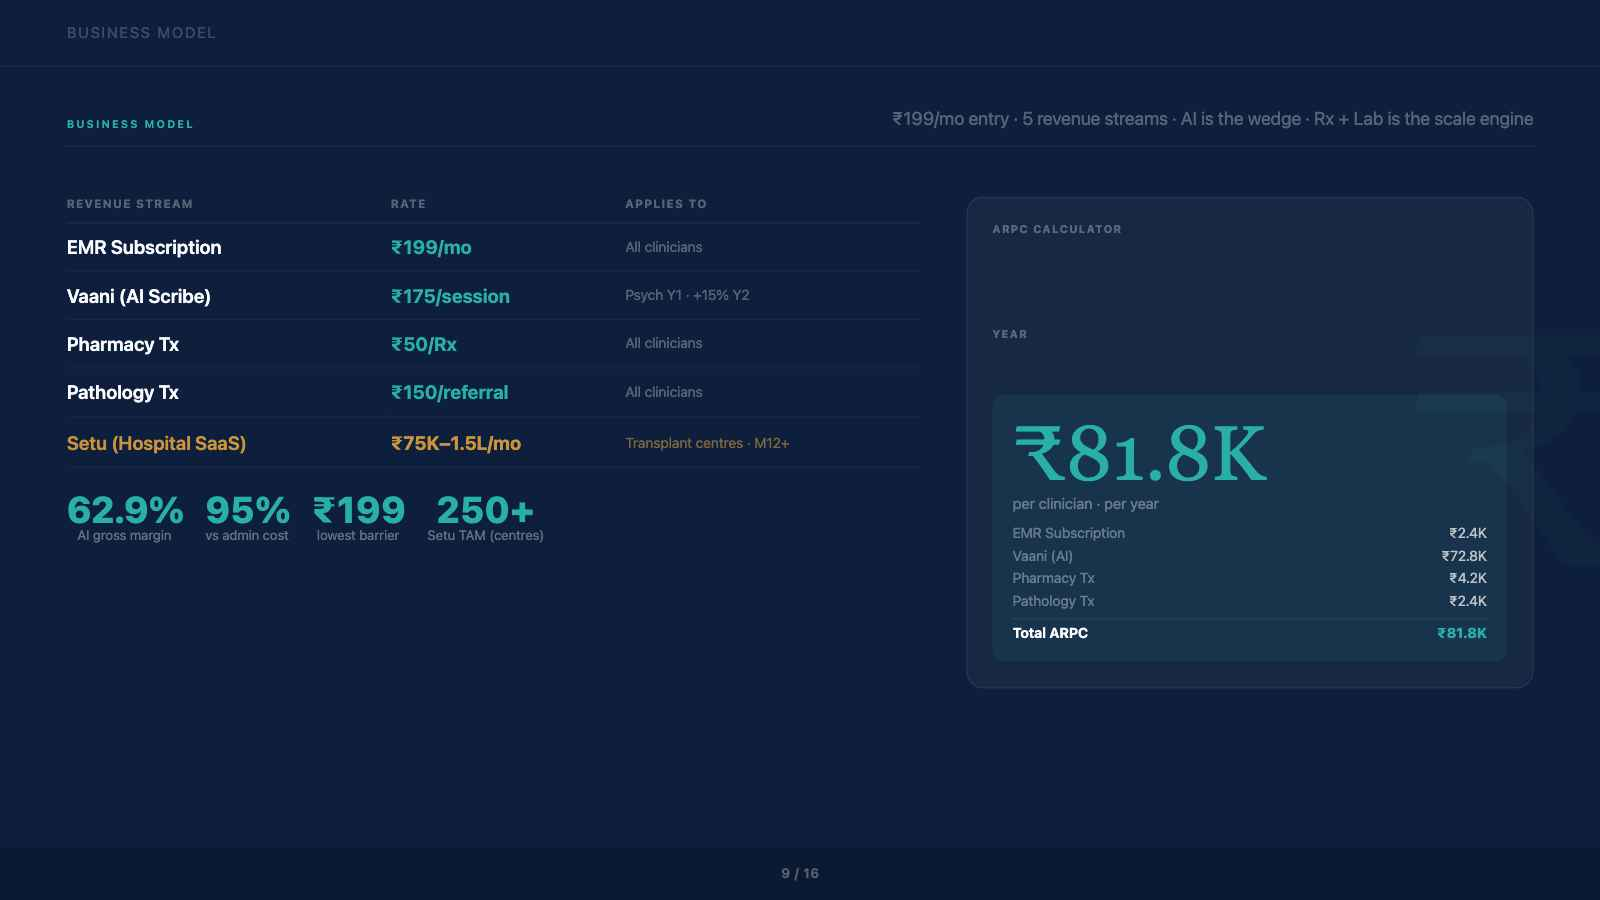 BUSINESS MODEL
BUSINESS MODEL
₹199/mo entry · 5 revenue streams · AI is the wedge · Rx + Lab is the scale engine
REVENUE STREAM RATE APPLIES TO
EMR Subscription ₹199/mo All clinicians
Vaani (AI Scribe) ₹175/session Psych Y1 · +15% Y2
Pharmacy Tx ₹50/Rx All clinicians
Pathology Tx ₹150/referral All clinicians
Setu (Hospital SaaS) ₹75K–1.5L/mo Transplant centres · M12+
62.9% 95% ₹199 250+
AI gross margin vs admin cost lowest barrier Setu TAM (centres)
ARPC CALCULATOR
YEAR
₹81.8K
per clinician · per year
EMR Subscription ₹2.4K
Vaani (AI) ₹72.8K
Pharmacy Tx ₹4.2K
Pathology Tx ₹2.4K
Total ARPC ₹81.8K
₹
9 / 16